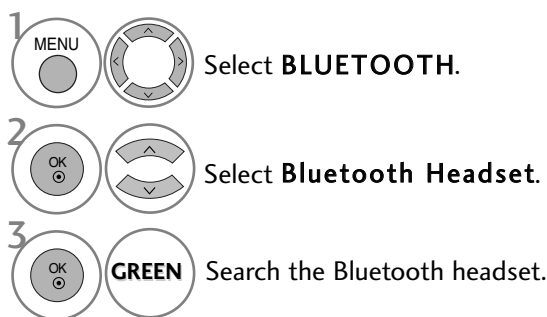 1
MENU
Select BLUETOOTH.
2
OK
Select Bluetooth Headset.
3
OK
GREEN
Search the Bluetooth headset.